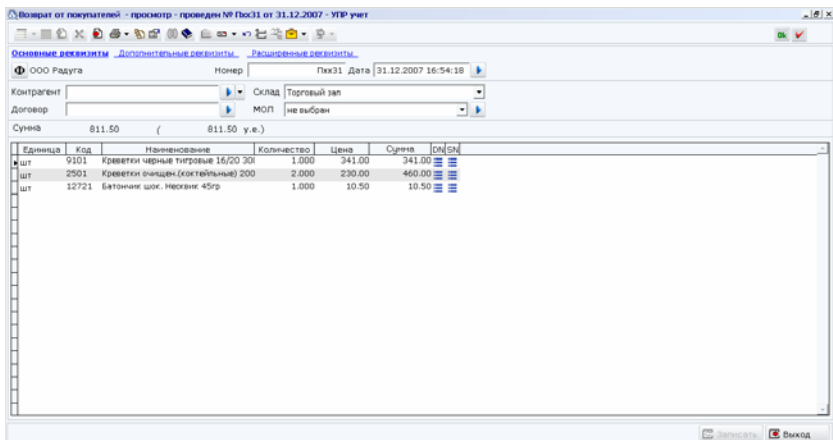 Возврат от покупателей - просмотр - проведен № Пхх31 от 31.12.2007 - УПР учет
Ok
Основные реквизиты Дополнительные реквизиты Расширенные реквизиты
Ф ООО Радуга Номер Пхх31 Дата 31.12.2007 16:54:18
Контрагент Склад Торговый зал
Договор МОЛ не выбран
Сумма 811.50 ( 811.50 у.е.)
Единица Код Наименование Количество Цена Сумма DN SN
шт 9101 Креветки черные тигровые 16/20 30( 1.000 341.00 341.00
шт 2501 Креветки очищен.(коктейльные) 200 2.000 230.00 460.00
шт 12721 Батончик шок. Несквик 45гр 1.000 10.50 10.50
Записать Выход